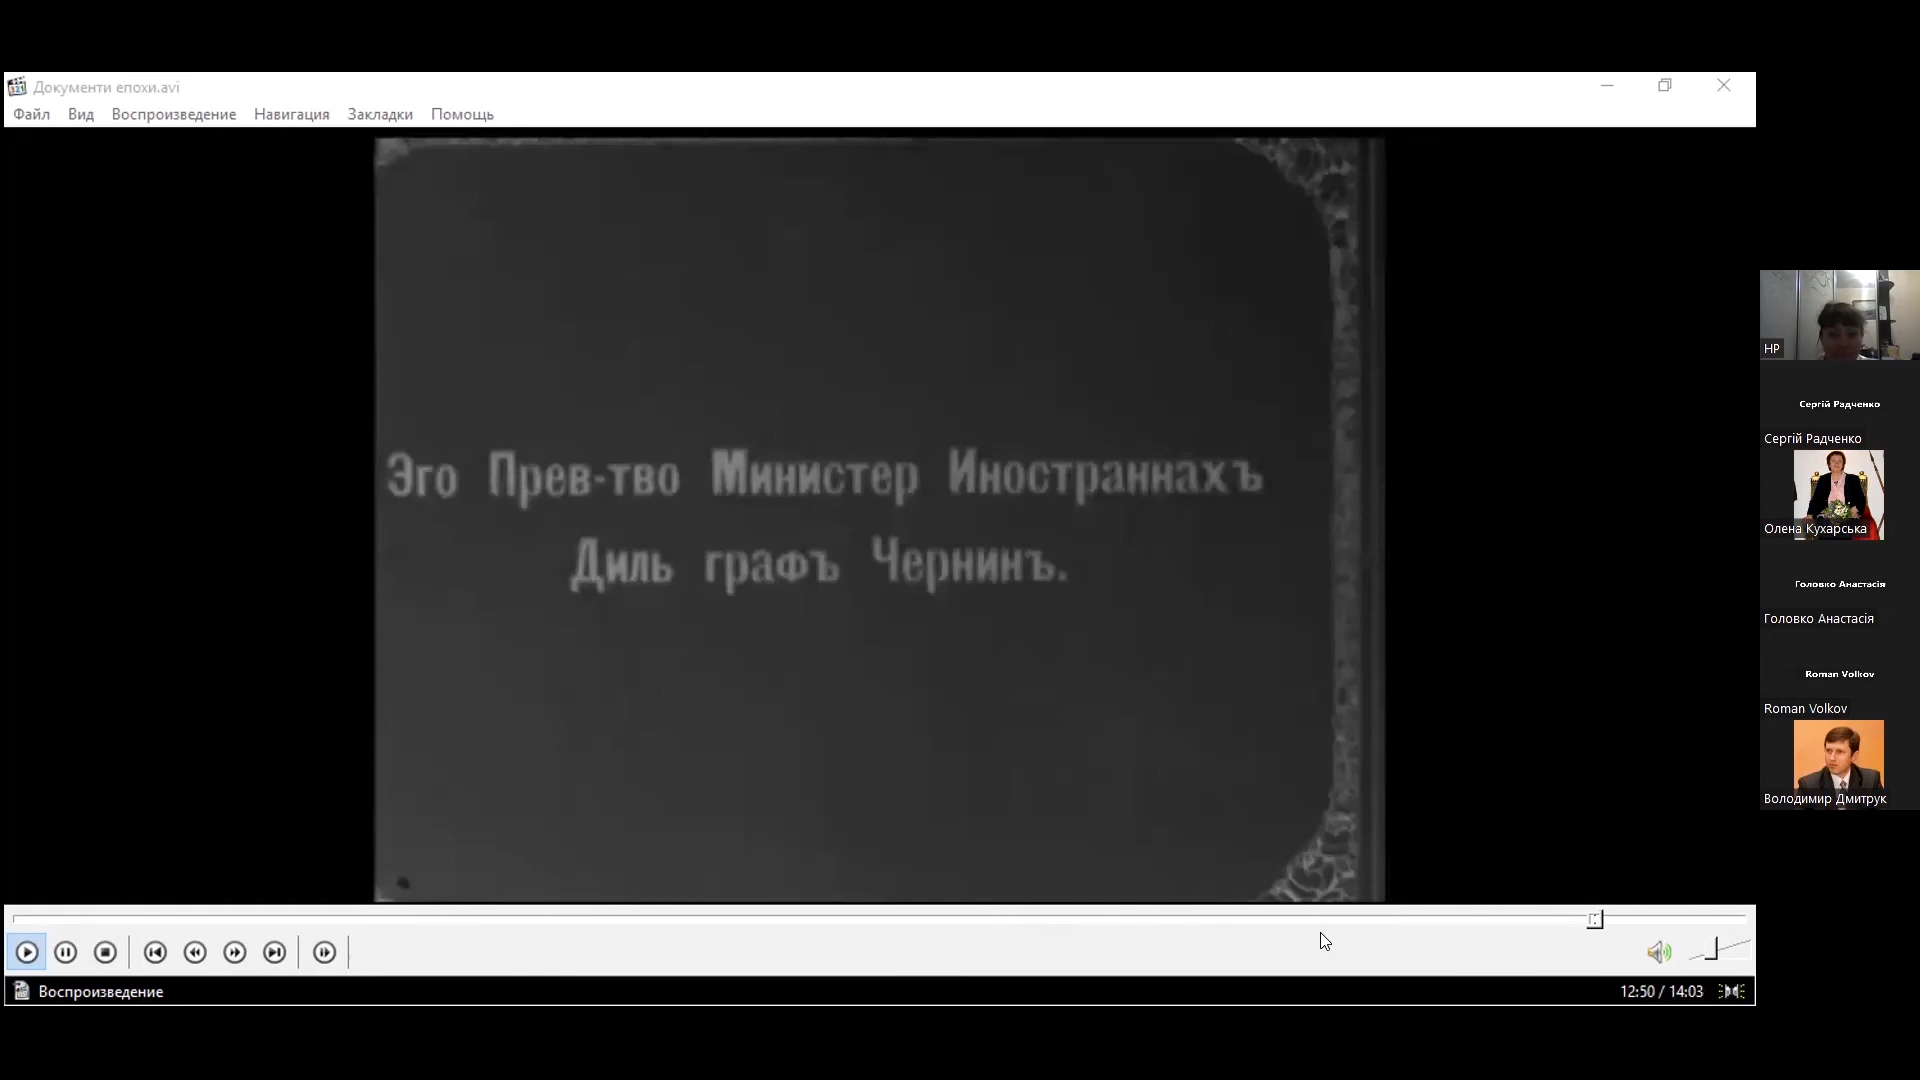 Документи епохи.avi
Файл Вид Воспроизведение Навигация Закладки Помощь
Эго Прев-тво Министер Иностраннахъ
Диль графъ Чернинъ.
Воспроизведение
12:50 / 14:03
НР
Сергій Радченко
Сергій Радченко
Олена Кухарська
Головко Анастасія
Головко Анастасія
Roman Volkov
Roman Volkov
Володимир Дмитрук